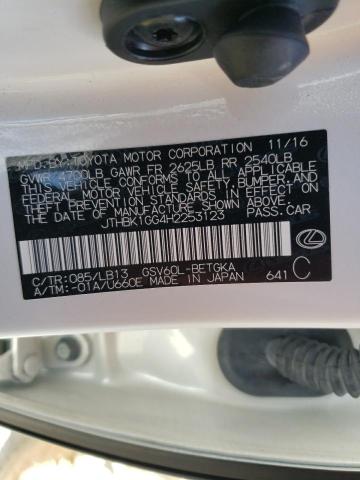 MFD.BY:TOYOTA MOTOR CORPORATION 11/16
GVWR 4700LB GAWR FR 2625LB RR 2540LB
THIS VEHICLE CONFORMS TO ALL APPLICABLE
FEDERAL MOTOR VEHICLE SAFETY, BUMPER, AND
THEFT PREVENTION STANDARDS IN EFFECT ON
THE DATE OF MANUFACTURE SHOWN ABOVE.
JTHBK1GG4H2253123 PASS.CAR
C/TR:085/LB13 GSV60L-BETGKA
A/TM:-01A/U660E MADE IN JAPAN 641 C